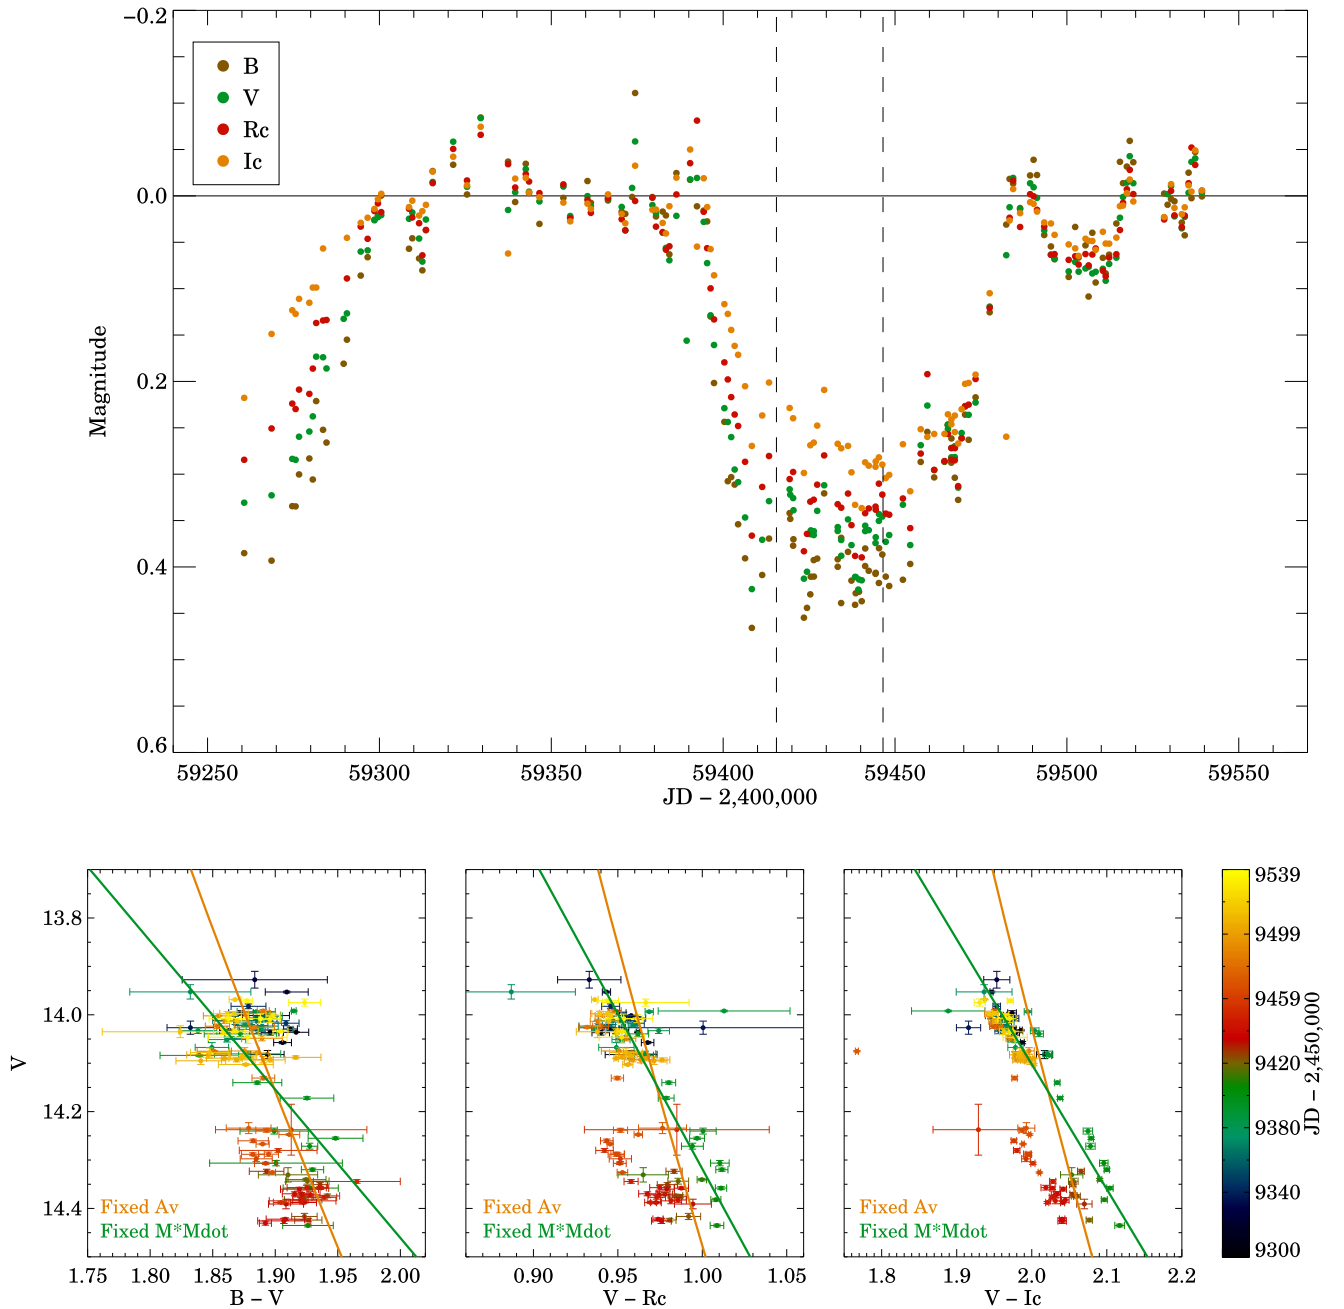 −0.2
0.0
0.2
0.4
0.6
Magnitude
B
V
Rc
Ic
59250 59300 59350 59400 59450 59500 59550
JD − 2,400,000
13.8
14.0
14.2
14.4
V
Fixed Av
Fixed M*Mdot
1.75 1.80 1.85 1.90 1.95 2.00
B − V
Fixed Av
Fixed M*Mdot
0.90 0.95 1.00 1.05
V − Rc
Fixed Av
Fixed M*Mdot
1.8 1.9 2.0 2.1 2.2
V − Ic
9539
9499
9459
9420
9380
9340
9300
JD − 2,450,000